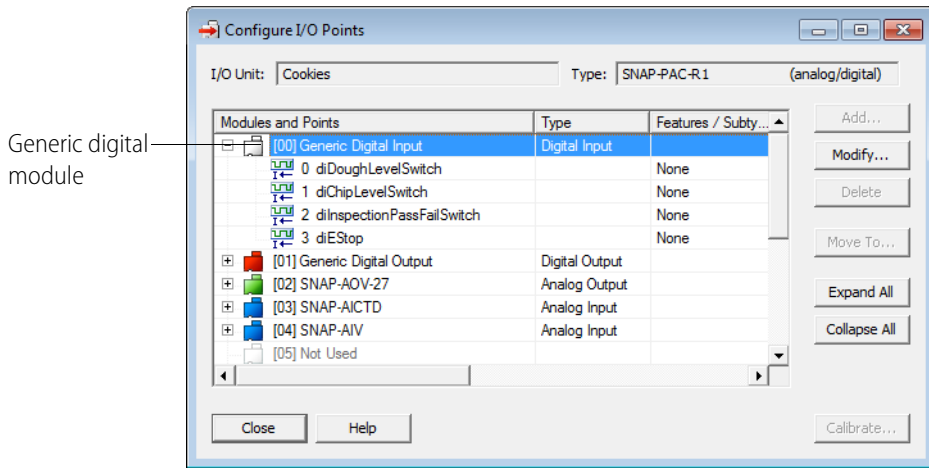 Configure I/O Points
I/O Unit: Cookies Type: SNAP-PAC-R1 (analog/digital)
Modules and Points Type Features / Subty...
Add...
Generic digital module
[00] Generic Digital Input Digital Input
Modify...
0 diDoughLevelSwitch None
1 diChipLevelSwitch None
Delete
2 diInspectionPassFailSwitch None
3 diEStop None
Move To...
[01] Generic Digital Output Digital Output
[02] SNAP-AOV-27 Analog Output
Expand All
[03] SNAP-AICTD Analog Input
[04] SNAP-AIV Analog Input
Collapse All
[05] Not Used
Close Help Calibrate...